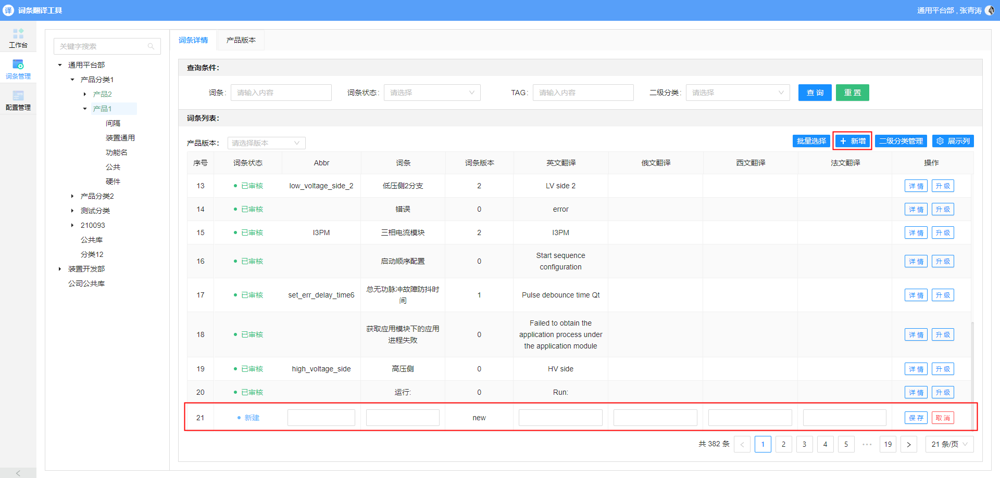 译 词条翻译工具
通用平台部 , 张青涛
工作台
词条管理
配置管理
关键字搜索
通用平台部
产品分类1
产品2
产品1
间隔
装置通用
功能名
公共
硬件
产品分类2
测试分类
210093
公共库
分类12
装置开发部
公司公共库
词条详情 产品版本
查询条件：
词条: 请输入内容 词条状态: 请选择 TAG: 请输入内容 二级分类: 请选择 查 询 重 置
词条列表：
产品版本： 请选择版本 批量选择 新增 二级分类管理 展示列
序号 词条状态 Abbr 词条 词条版本 英文翻译 俄文翻译 西文翻译 法文翻译 操作
13 已审核 low_voltage_side_2 低压侧2分支 2 LV side 2 详 情 升 级
14 已审核 错误 0 error 详 情 升 级
15 已审核 I3PM 三相电流模块 2 I3PM 详 情 升 级
16 已审核 启动顺序配置 0 Start sequence
configuration 详 情 升 级
17 已审核 set_err_delay_time6 总无功脉冲故障防抖时
间 1 Pulse debounce time Qt 详 情 升 级
18 已审核 获取应用模块下的应用
进程失败 0 Failed to obtain the
application process under
the application module 详 情 升 级
19 已审核 high_voltage_side 高压侧 0 HV side 详 情 升 级
20 已审核 运行: 0 Run: 详 情 升 级
21 新建 new 保 存 取 消
共 382 条 < 1 2 3 4 5 ••• 19 > 21 条/页